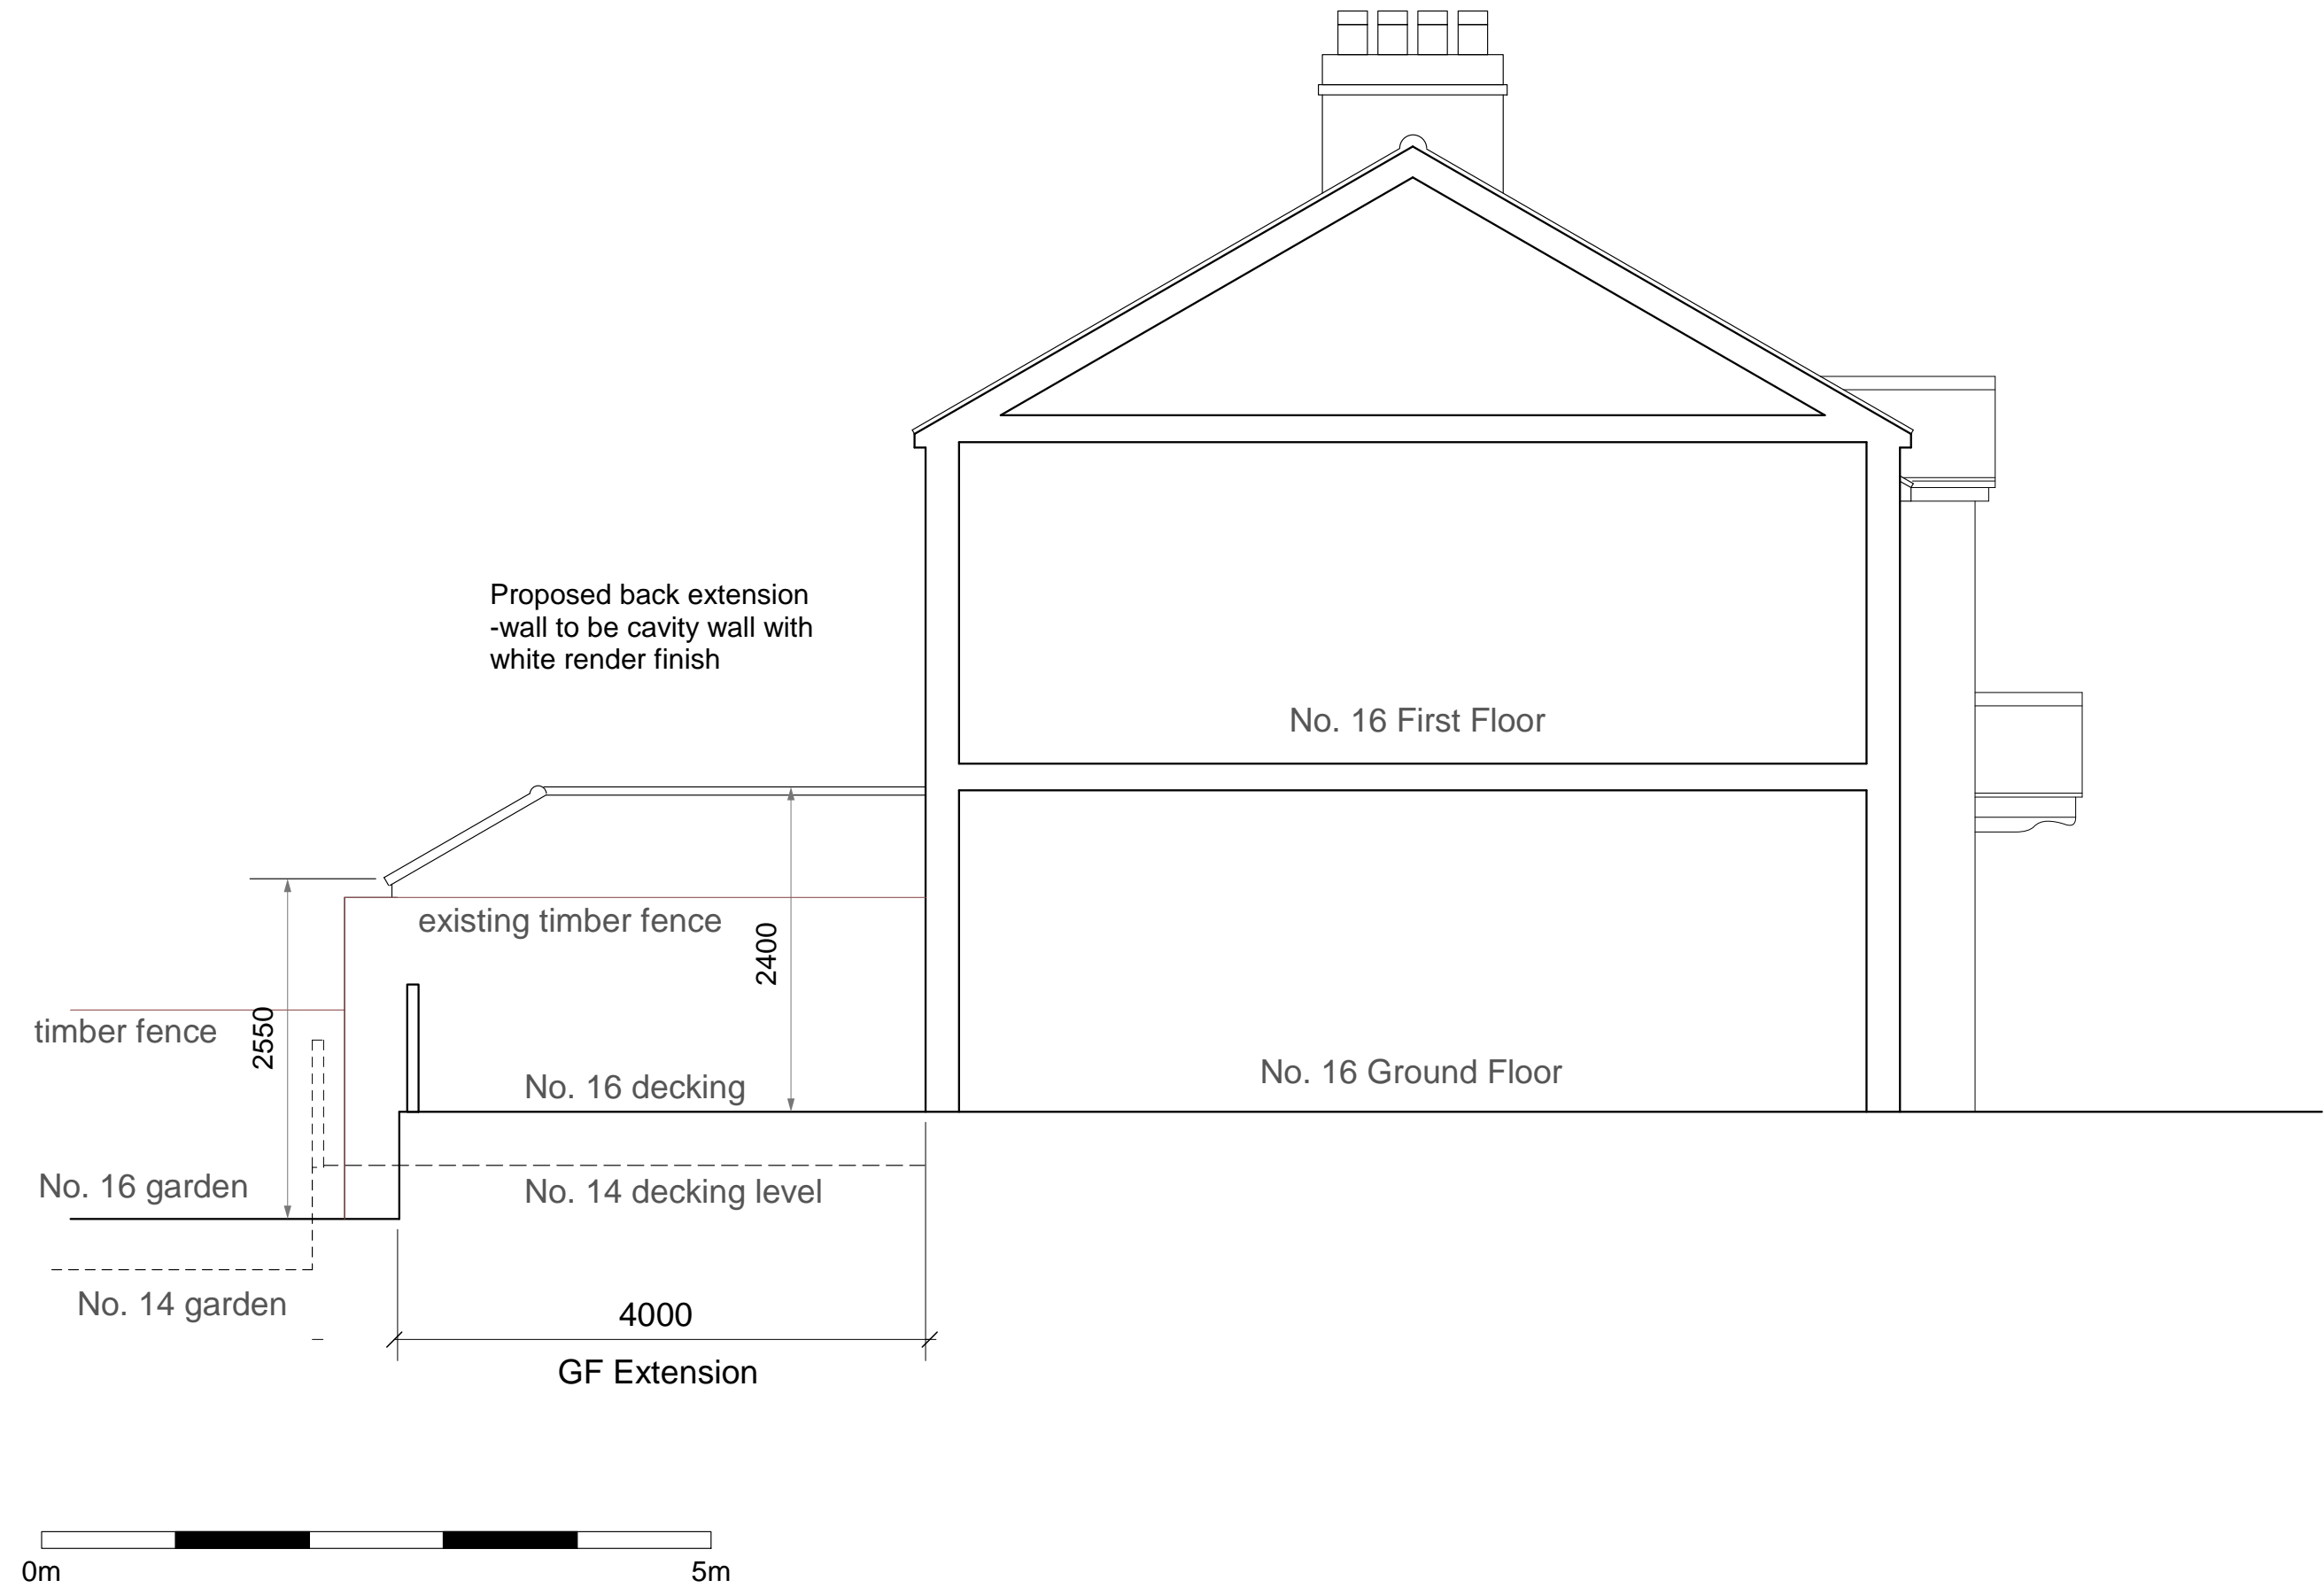 Proposed back extension
-wall to be cavity wall with
white render finish
No. 16 First Floor
existing timber fence
2400
timber fence
2550
No. 16 decking
No. 16 Ground Floor
No. 16 garden
No. 14 decking level
No. 14 garden
4000
GF Extension
0m
5m